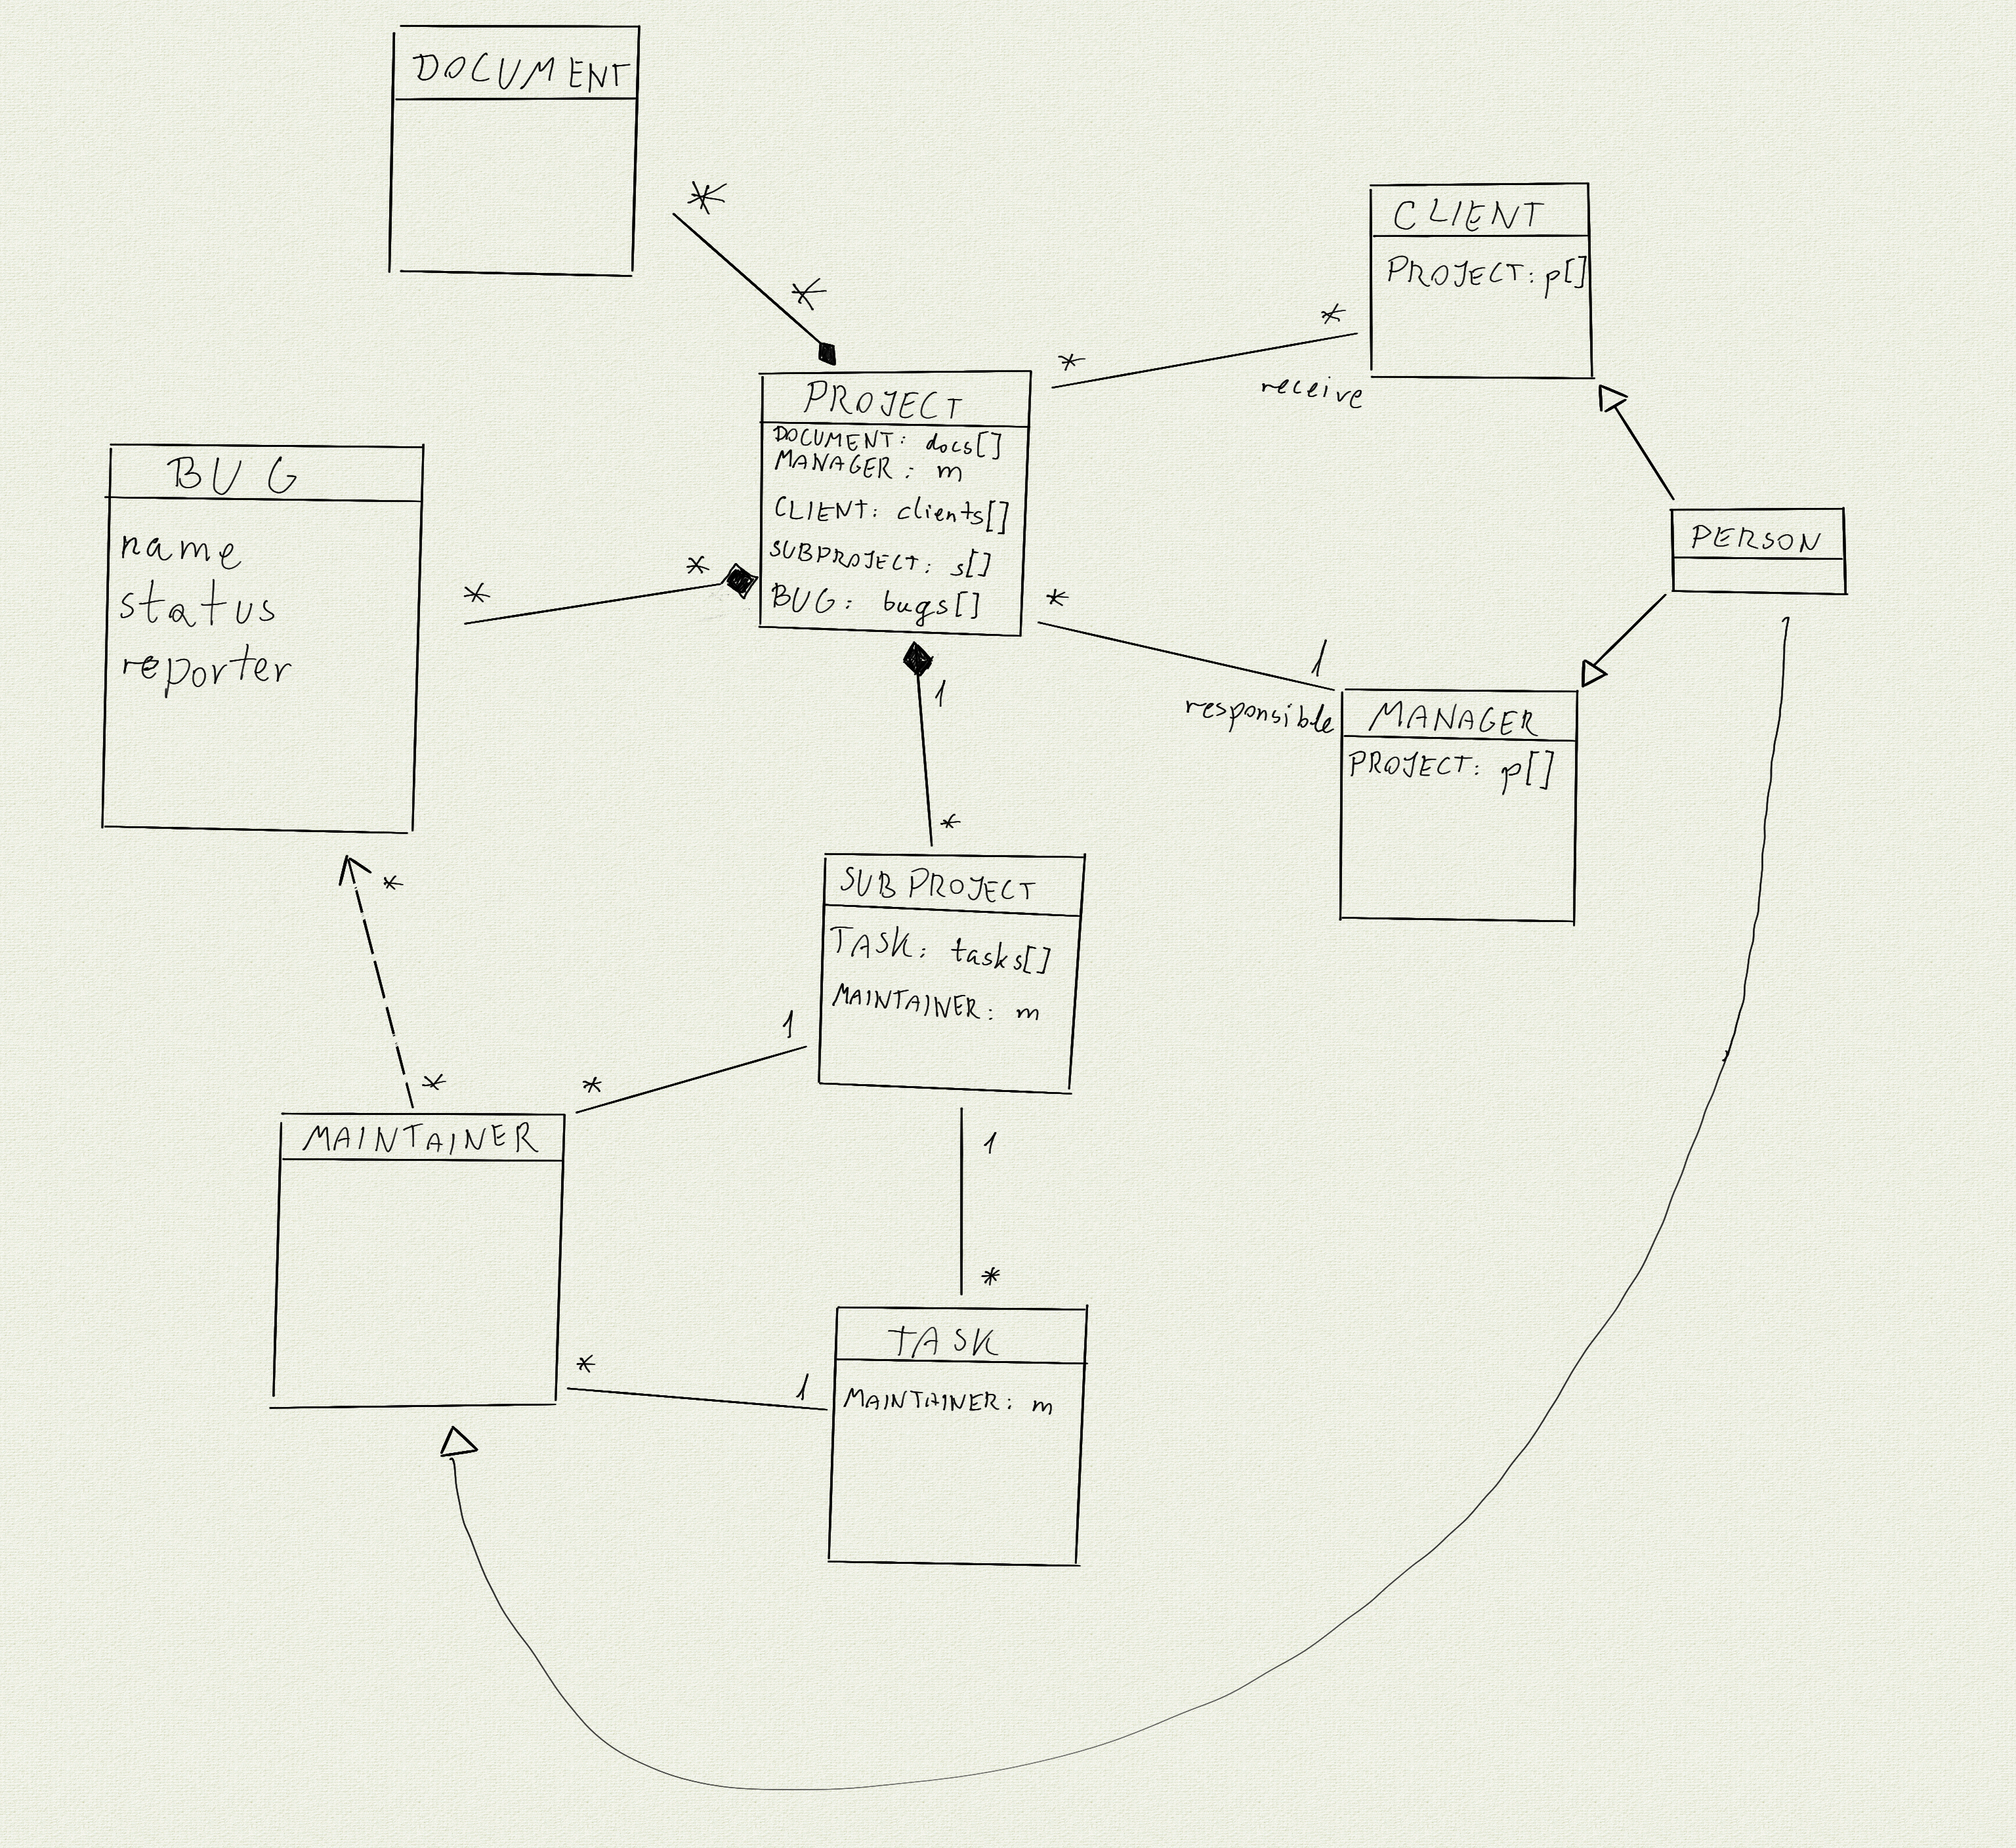 DOCUMENT
*
*
CLIENT
PROJECT: p[]
*
*
receive
PROJECT
DOCUMENT: docs[]
MANAGER: m
CLIENT: clients[]
SUBPROJECT: s[]
BUG: bugs[]
BUG
name
status
reporter
*
*
PERSON
*
1
responsible
MANAGER
PROJECT: p[]
1
*
SUBPROJECT
TASK: tasks[]
MAINTAINER: m
*
*
1
*
MAINTAINER
1
*
TASK
MAINTAINER: m
*
1